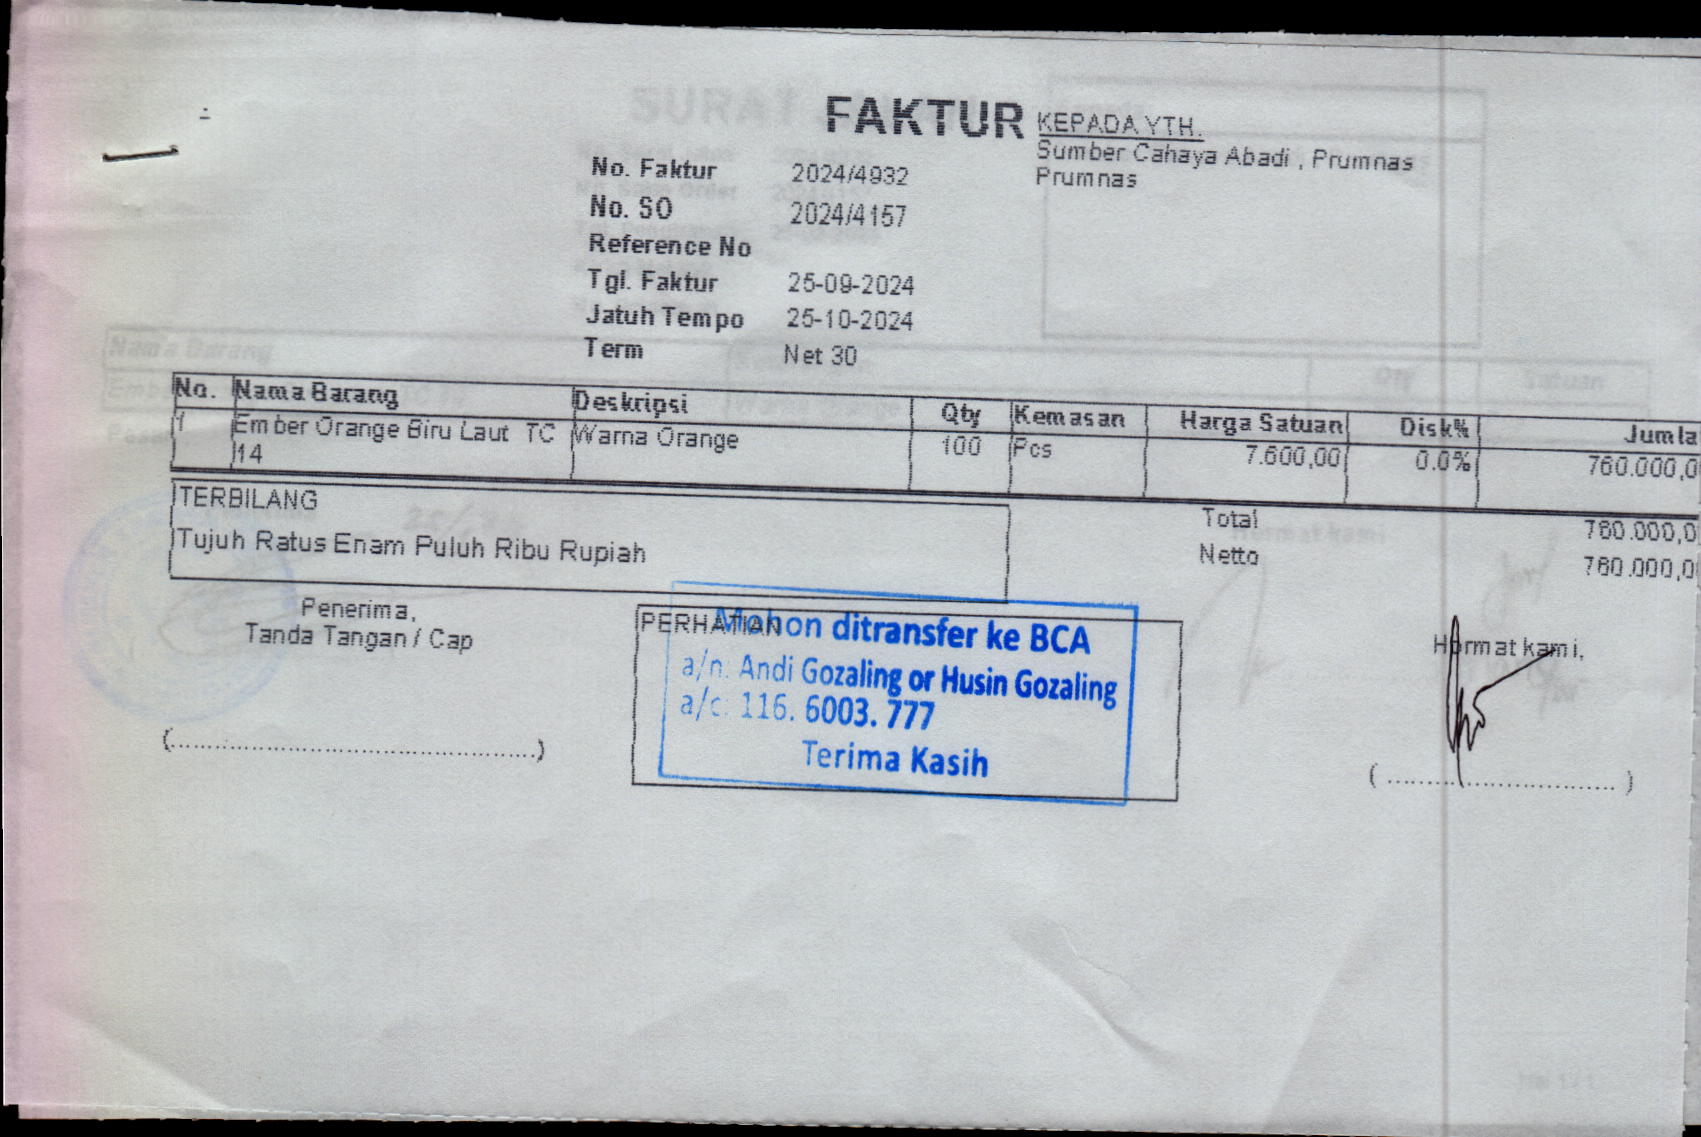 FAKTUR
KEPADA YTH.
Sumber Cahaya Abadi , Prumnas
Prumnas
No. Faktur 2024/4932
No. SO 2024/4157
Reference No
Tgl. Faktur 25-09-2024
Jatuh Tempo 25-10-2024
Term Net 30
No. Nama Barang Deskripsi Qty Kemasan Harga Satuan Disk% Jumla
1 Ember Orange Biru Laut TC Warna Orange 100 Pcs 7.600,00 0.0% 760.000,0
14
TERBILANG
Tujuh Ratus Enam Puluh Ribu Rupiah
Total 760.000,0
Netto 760.000,0
Penerima,
Tanda Tangan / Cap
PERHATIAN
Mohon ditransfer ke BCA
a/n. Andi Gozaling or Husin Gozaling
a/c. 116. 6003. 777
Terima Kasih
Hormat kami,
(............................................)
(................................)